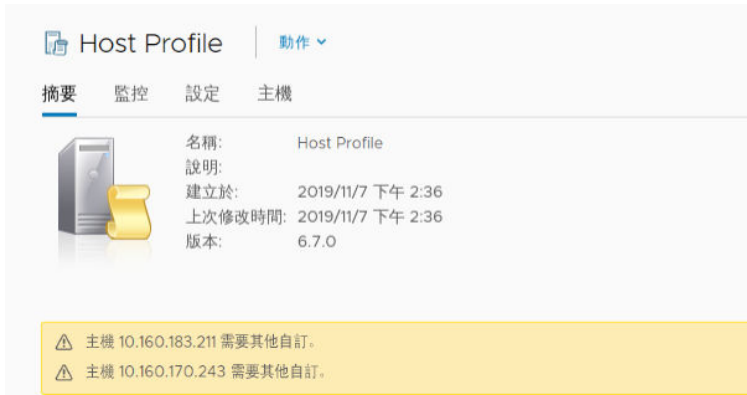 Host Profile 動作
摘要 監控 設定 主機
名稱: Host Profile
說明:
建立於: 2019/11/7 下午 2:36
上次修改時間: 2019/11/7 下午 2:36
版本: 6.7.0
主機 10.160.183.211 需要其他自訂。
主機 10.160.170.243 需要其他自訂。